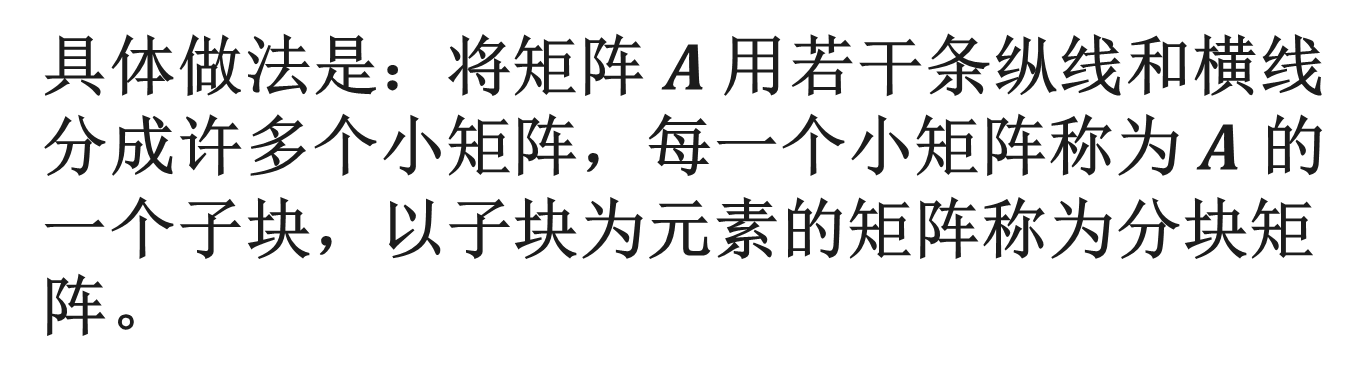 具体做法是：将矩阵 A 用若干条纵线和横线
分成许多个小矩阵，每一个小矩阵称为 A 的
一个子块，以子块为元素的矩阵称为分块矩
阵。